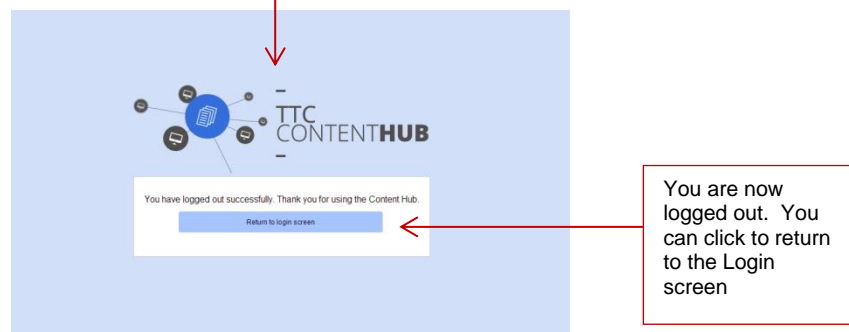 TTC
CONTENTHUB
You have logged out successfully. Thank you for using the Content Hub.
Return to login screen
You are now
logged out. You
can click to return
to the Login
screen